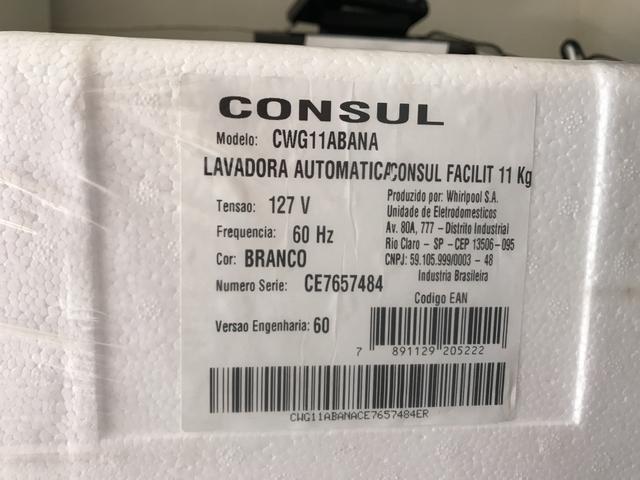 CONSUL
Modelo: CWG11ABANA
LAVADORA AUTOMATICA CONSUL FACILIT 11 Kg
Tensao: 127 V
Frequencia: 60 Hz
Cor: BRANCO
Numero Serie: CE7657484
Versao Engenharia: 60
Produzido por: Whirlpool S.A.
Unidade de Eletrodomesticos
Av. 80A, 777 - Distrito Industrial
Rio Claro - SP - CEP 13506-095
CNPJ: 59.105.999/0003 - 48
Industria Brasileira
Codigo EAN
7 891129 205222
CWG11ABANACE7657484ER